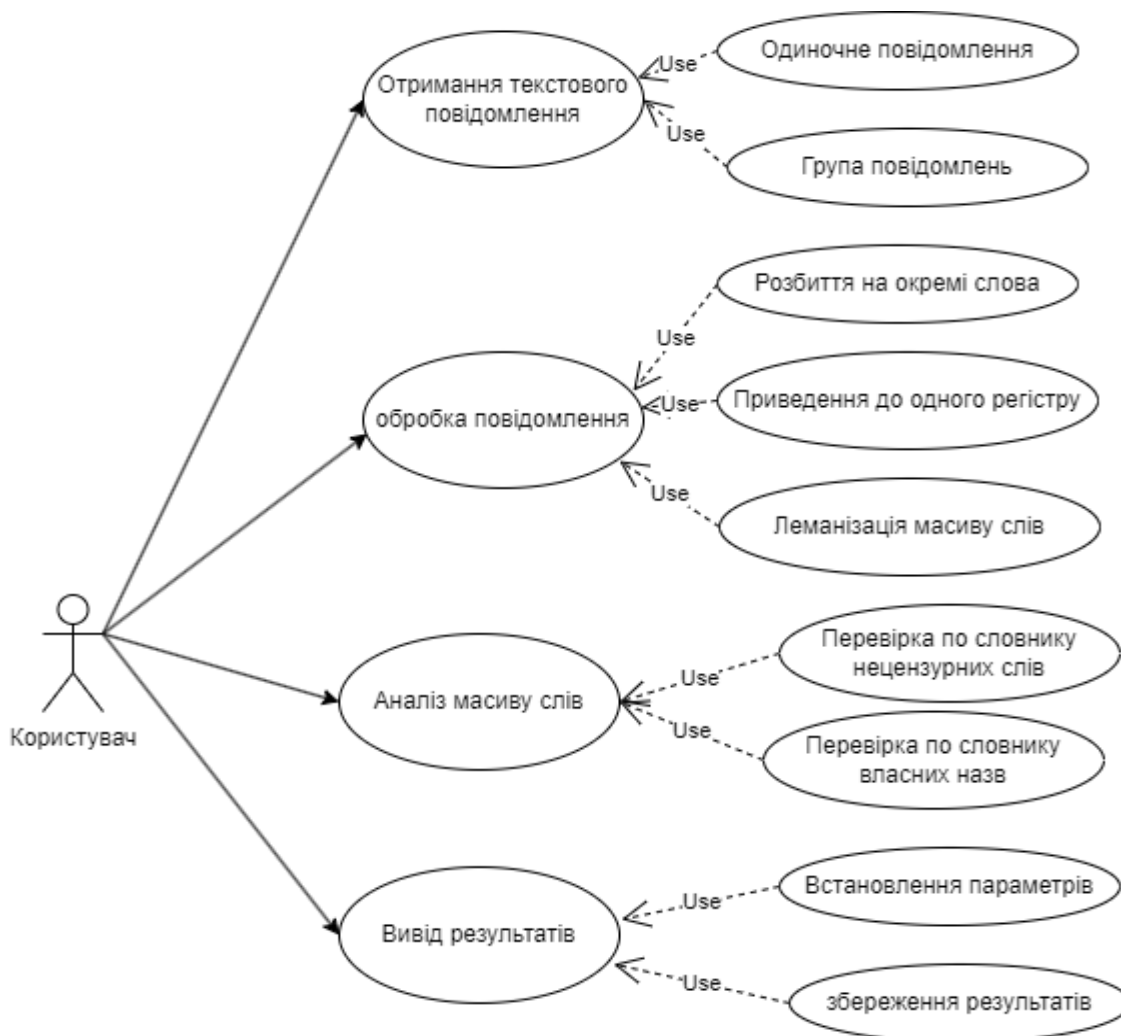 Одиночне повідомлення
Use
Отримання текстового
повідомлення
Use
Група повідомлень
Розбиття на окремі слова
Use
Приведення до одного регістру
Use
обробка повідомлення
Use
Леманізація масиву слів
Перевірка по словнику
нецензурних слів
Use
Аналіз масиву слів
Use
Перевірка по словнику
власних назв
Користувач
Встановлення параметрів
Use
Вивід результатів
Use
збереження результатів